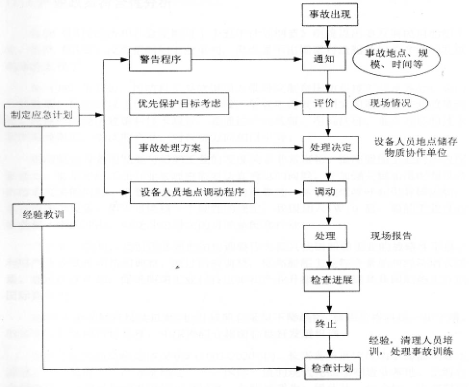 事故出现
警告程序
通知
事故地点、规
模、时间等
制定应急计划
优先保护目标考虑
评价
现场情况
事故处理方案
处理决定
设备人员地点储存
物质协作单位
设备人员地点调动程序
调动
经验教训
处理
现场报告
检查进展
终止
经验，清理人员培
训，处理事故训练
检查计划